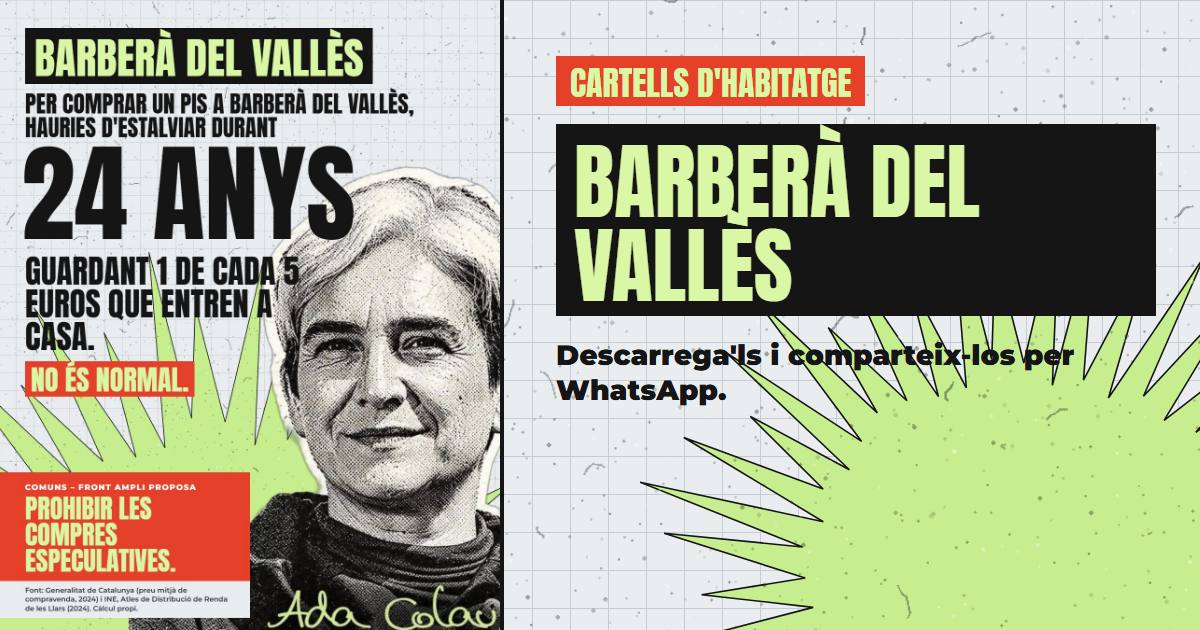 BARBERÀ DEL VALLÈS
PER COMPRAR UN PIS A BARBERÀ DEL VALLÈS,
HAURIES D'ESTALVIAR DURANT
24 ANYS
GUARDANT 1 DE CADA 5
EUROS QUE ENTREN A
CASA.
NO ÉS NORMAL.
COMUNS – FRONT AMPLI PROPOSA
PROHIBIR LES
COMPRES
ESPECULATIVES.
Font: Generalitat de Catalunya (preu mitjà de
compravenda, 2024) i INE, Atles de Distribució de Renda
de les Llars (2024). Càlcul propi.
Ada Colau
CARTELLS D'HABITATGE
BARBERÀ DEL
VALLÈS
Descarrega'ls i comparteix-los per
WhatsApp.